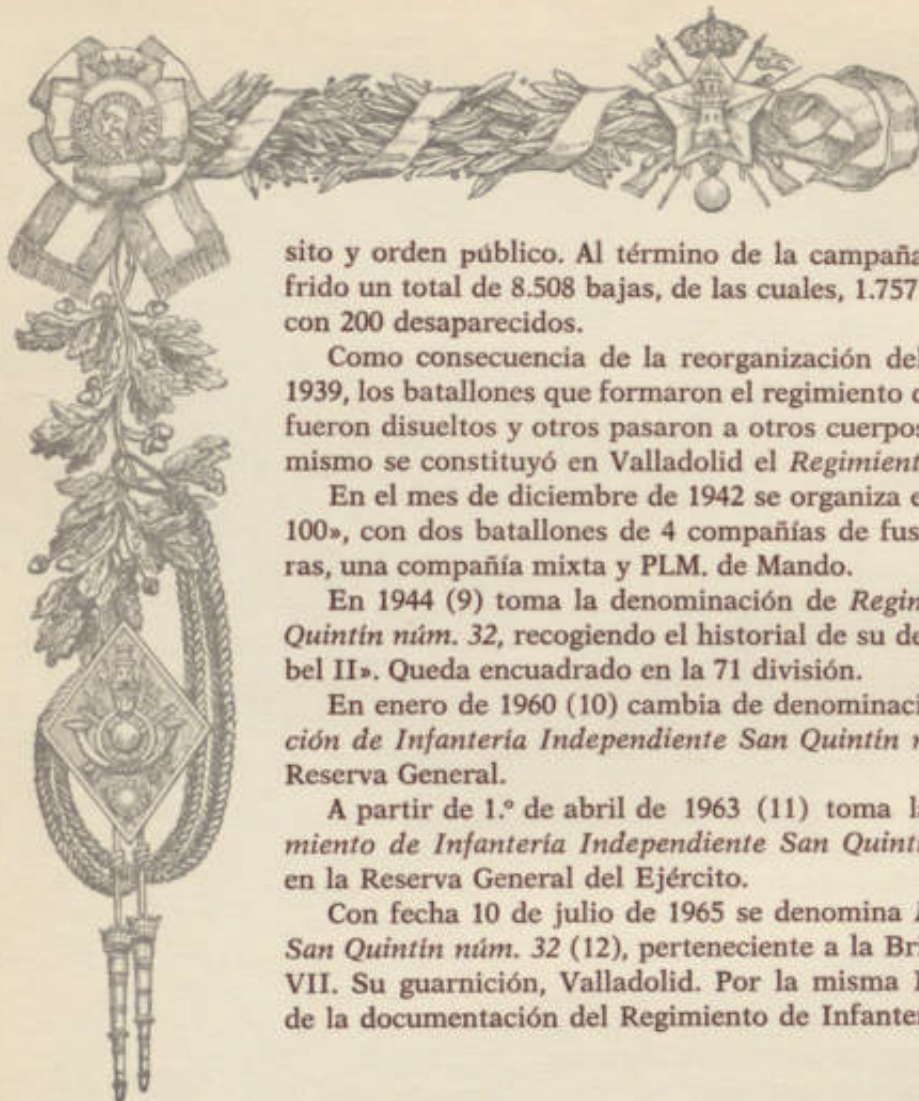 sito y orden público. Al término de la campaña
frido un total de 8.508 bajas, de las cuales, 1.757
con 200 desaparecidos.
Como consecuencia de la reorganización del
1939, los batallones que formaron el regimiento
fueron disueltos y otros pasaron a otros cuerpos
mismo se constituyó en Valladolid el Regimient
En el mes de diciembre de 1942 se organiza
100», con dos batallones de 4 compañías de fus
ras, una compañía mixta y PLM. de Mando.
En 1944 (9) toma la denominación de Regin
Quintín núm. 32, recogiendo el historial de su de
bel II». Queda encuadrado en la 71 división.
En enero de 1960 (10) cambia de denominaci
ción de Infantería Independiente San Quintín
Reserva General.
A partir de 1.º de abril de 1963 (11) toma l
miento de Infantería Independiente San Quint
en la Reserva General del Ejército.
Con fecha 10 de julio de 1965 se denomina
San Quintín núm. 32 (12), perteneciente a la Bri
VII. Su guarnición, Valladolid. Por la misma
de la documentación del Regimiento de Infanter